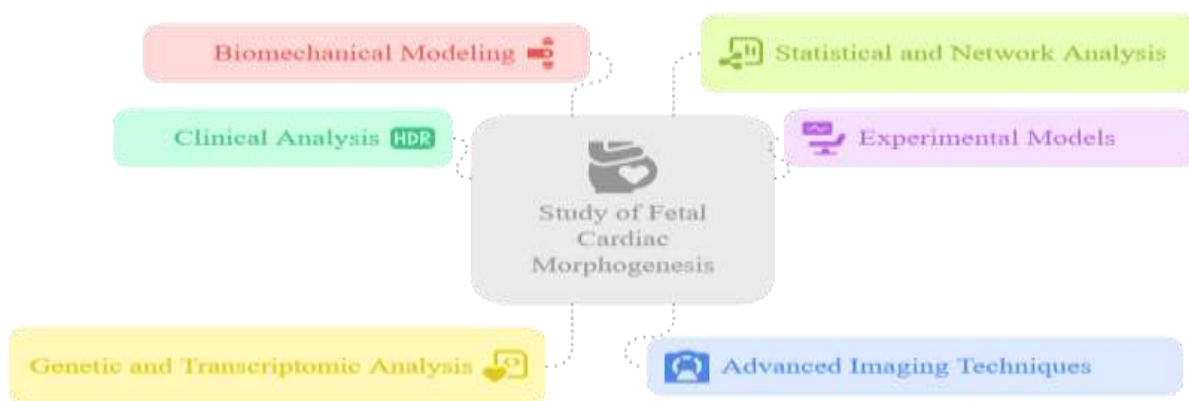 Biomechanical Modeling
Statistical and Network Analysis
Clinical Analysis HDR
Experimental Models
Study of Fetal
Cardiac
Morphogenesis
Genetic and Transcriptomic Analysis
Advanced Imaging Techniques